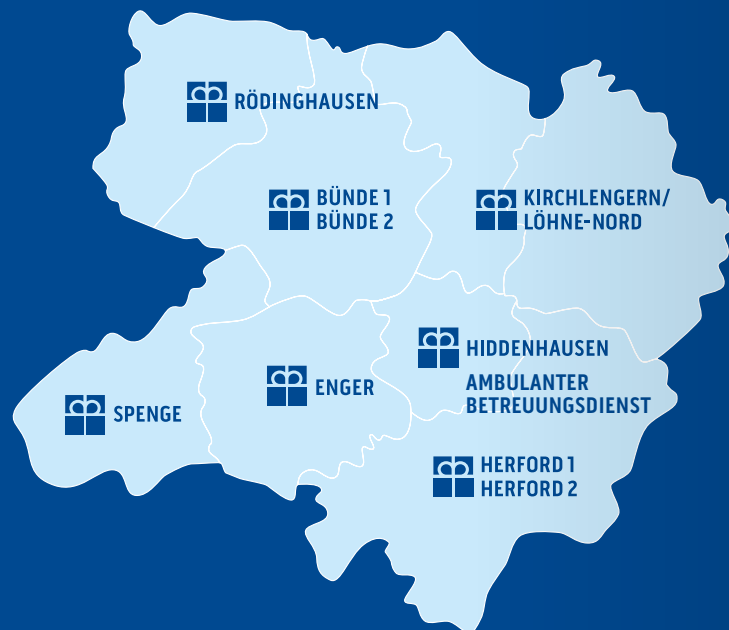 RÖDINGHAUSEN
BÜNDE 1
BÜNDE 2
KIRCHLENGERN/
LÖHNE-NORD
HIDDENHAUSEN
AMBULANTER
BETREUUNGSDIENST
ENGER
SPENGE
HERFORD 1
HERFORD 2